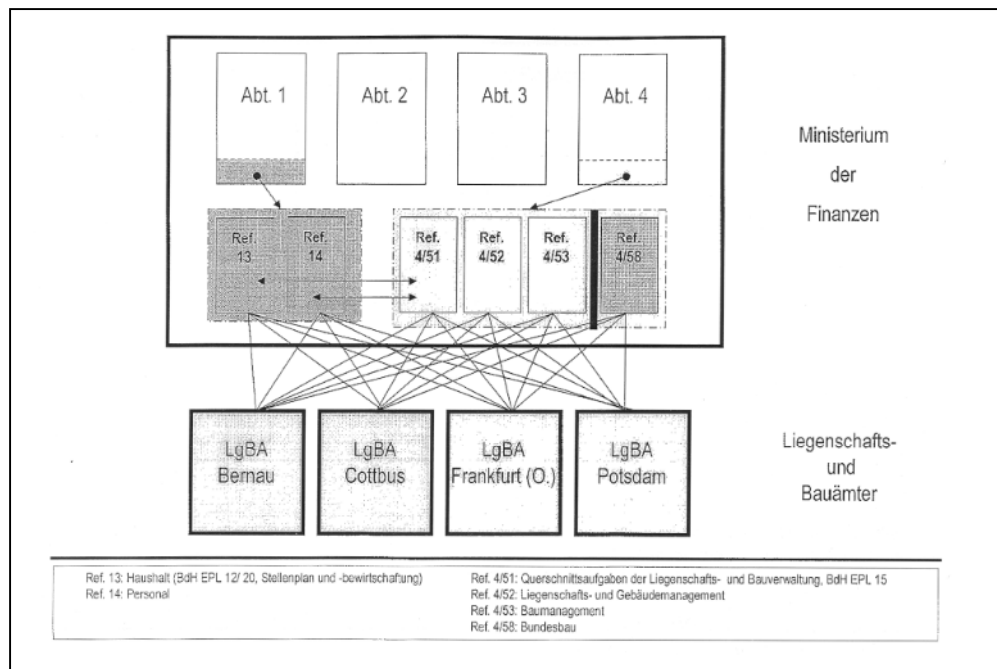 Abt. 1
Abt. 2
Abt. 3
Abt. 4
Ministerium
der
Finanzen
Ref.
13
Ref.
14
Ref.
4/51
Ref.
4/52
Ref.
4/53
Ref.
4/58
LgBA
Bernau
LgBA
Cottbus
LgBA
Frankfurt (O.)
LgBA
Potsdam
Liegenschafts-
und
Bauämter
Ref. 13: Haushalt (BdH EPL 12/ 20, Stellenplan und -bewirtschaftung)
Ref. 14: Personal
Ref. 4/51: Querschnittsaufgaben der Liegenschafts- und Bauverwaltung, BdH EPL 15
Ref. 4/52: Liegenschafts- und Gebäudemanagement
Ref. 4/53: Baumanagement
Ref. 4/58: Bundesbau